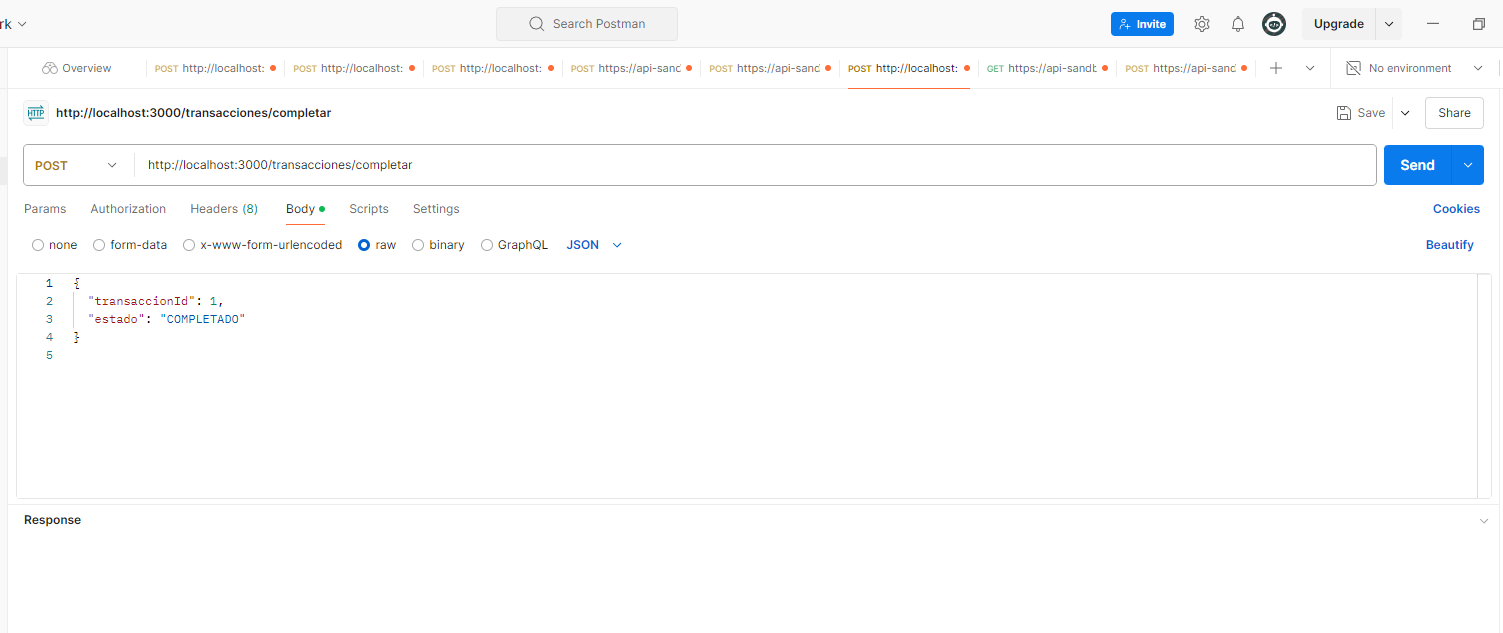 rk
Search Postman
Invite
Upgrade
Overview
POST http://localhost:
POST http://localhost:
POST http://localhost:
POST https://api-sand
POST https://api-sand
POST http://localhost:
GET https://api-sandb
POST https://api-sand
No environment
HTTP http://localhost:3000/transacciones/completar
Save
Share
POST http://localhost:3000/transacciones/completar
Send
Params Authorization Headers (8) Body Scripts Settings Cookies
none form-data x-www-form-urlencoded raw binary GraphQL JSON Beautify
1 {
2 "transaccionId": 1,
3 "estado": "COMPLETADO"
4 }
5
Response